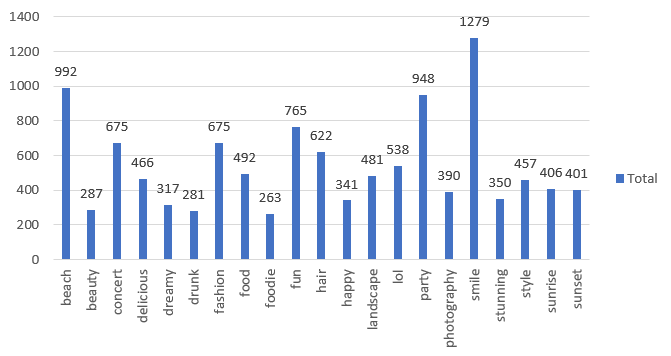 1400
1200
1000
800
600
400
200
0
992
287
675
466
317
281
675
492
263
765
622
341
481
538
948
390
1279
350
457
406
401
beach
beauty
concert
delicious
dreamy
drunk
fashion
food
foodie
fun
hair
happy
landscape
lol
party
photography
smile
stunning
style
sunrise
sunset
Total